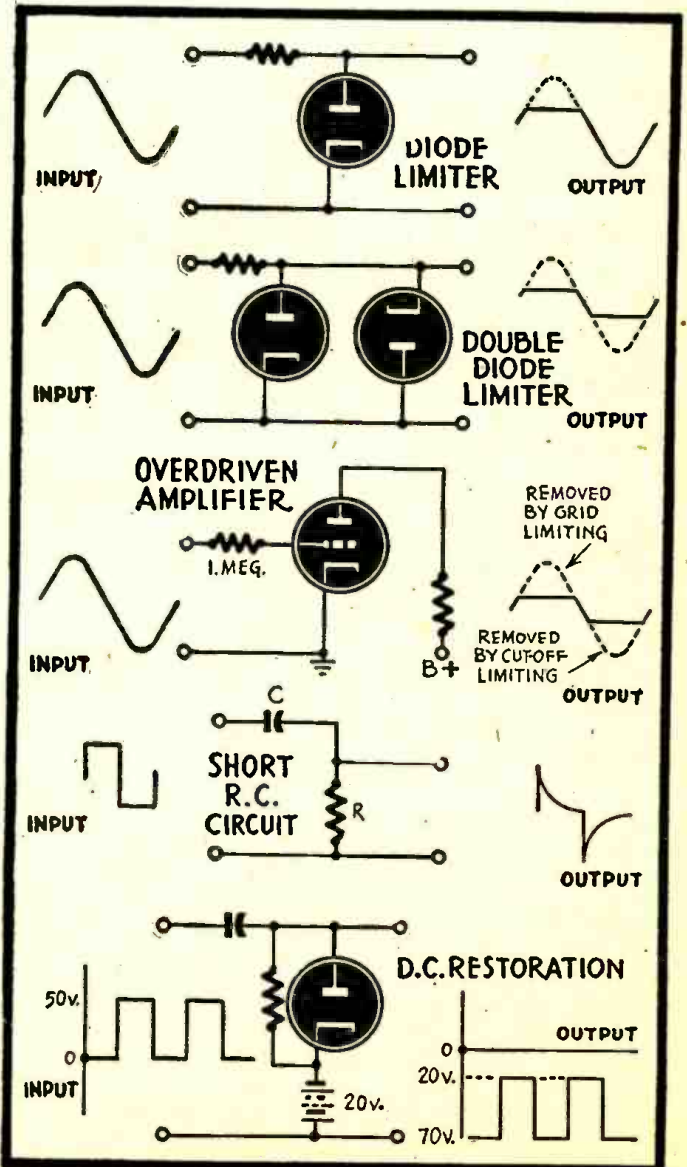 DIODE
LIMITER
INPUT
OUTPUT
DOUBLE
DIODE
LIMITER
INPUT
OUTPUT
OVERDRIVEN
AMPLIFIER
1.MEG.
B+
INPUT
REMOVED
BY GRID
LIMITING
REMOVED
BY CUT-OFF
LIMITING
OUTPUT
C
SHORT
R.C.
CIRCUIT
R
INPUT
OUTPUT
D.C. RESTORATION
50v.
0
INPUT
20v.
OUTPUT
0
20v.
70v.